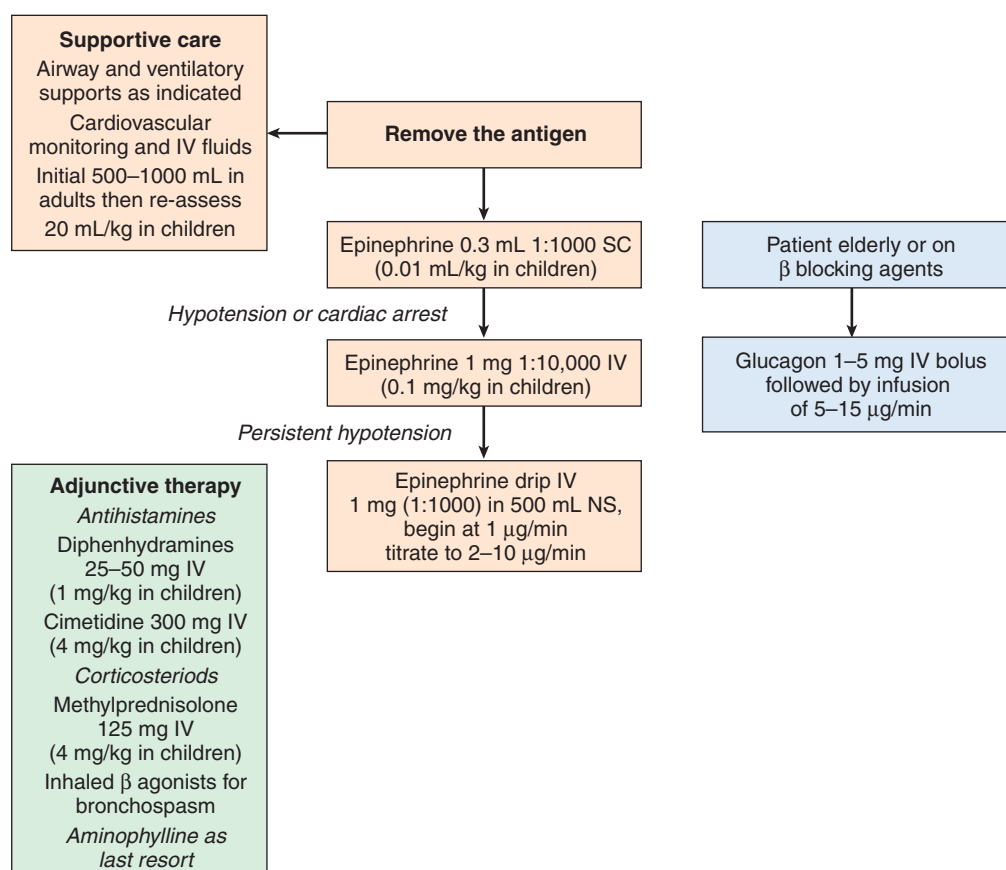 Supportive care
Airway and ventilatory
supports as indicated
Cardiovascular
monitoring and IV fluids
Initial 500–1000 mL in
adults then re-assess
20 mL/kg in children
Remove the antigen
Epinephrine 0.3 mL 1:1000 SC
(0.01 mL/kg in children)
Hypotension or cardiac arrest
Epinephrine 1 mg 1:10,000 IV
(0.1 mg/kg in children)
Persistent hypotension
Epinephrine drip IV
1 mg (1:1000) in 500 mL NS,
begin at 1 μg/min
titrate to 2–10 μg/min
Patient elderly or on
β blocking agents
Glucagon 1–5 mg IV bolus
followed by infusion
of 5–15 μg/min
Adjunctive therapy
Antihistamines
Diphenhydramines
25–50 mg IV
(1 mg/kg in children)
Cimetidine 300 mg IV
(4 mg/kg in children)
Corticosteriods
Methylprednisolone
125 mg IV
(4 mg/kg in children)
Inhaled β agonists for
bronchospasm
Aminophylline as
last resort